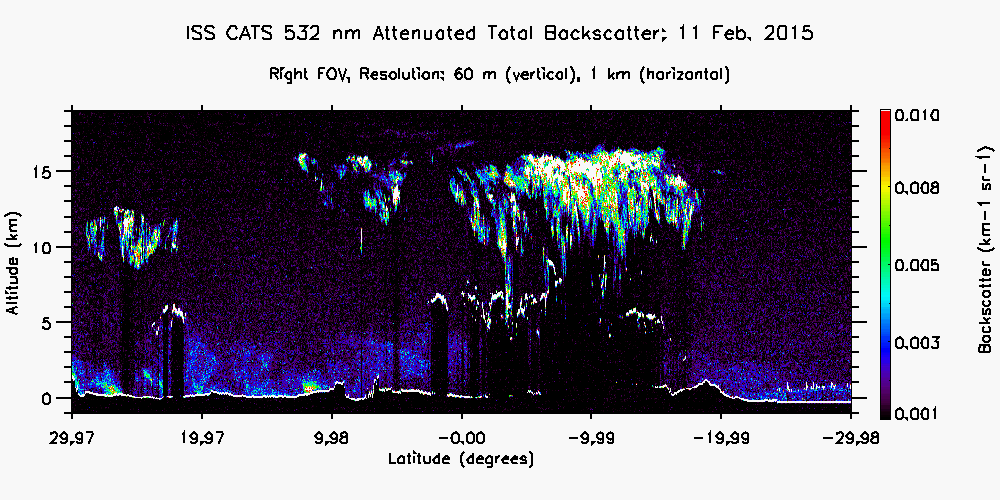 ISS CATS 532 nm Attenuated Total Backscatter; 11 Feb, 2015
Right FOV, Resolution: 60 m (vertical), 1 km (horizontal)
Altitude (km)
15
10
5
0
29.97 19.97 9.98 -0.00 -9.99 -19.99 -29.98
Latitude (degrees)
0.010
0.008
0.005
0.003
0.001
Backscatter (km-1 sr-1)